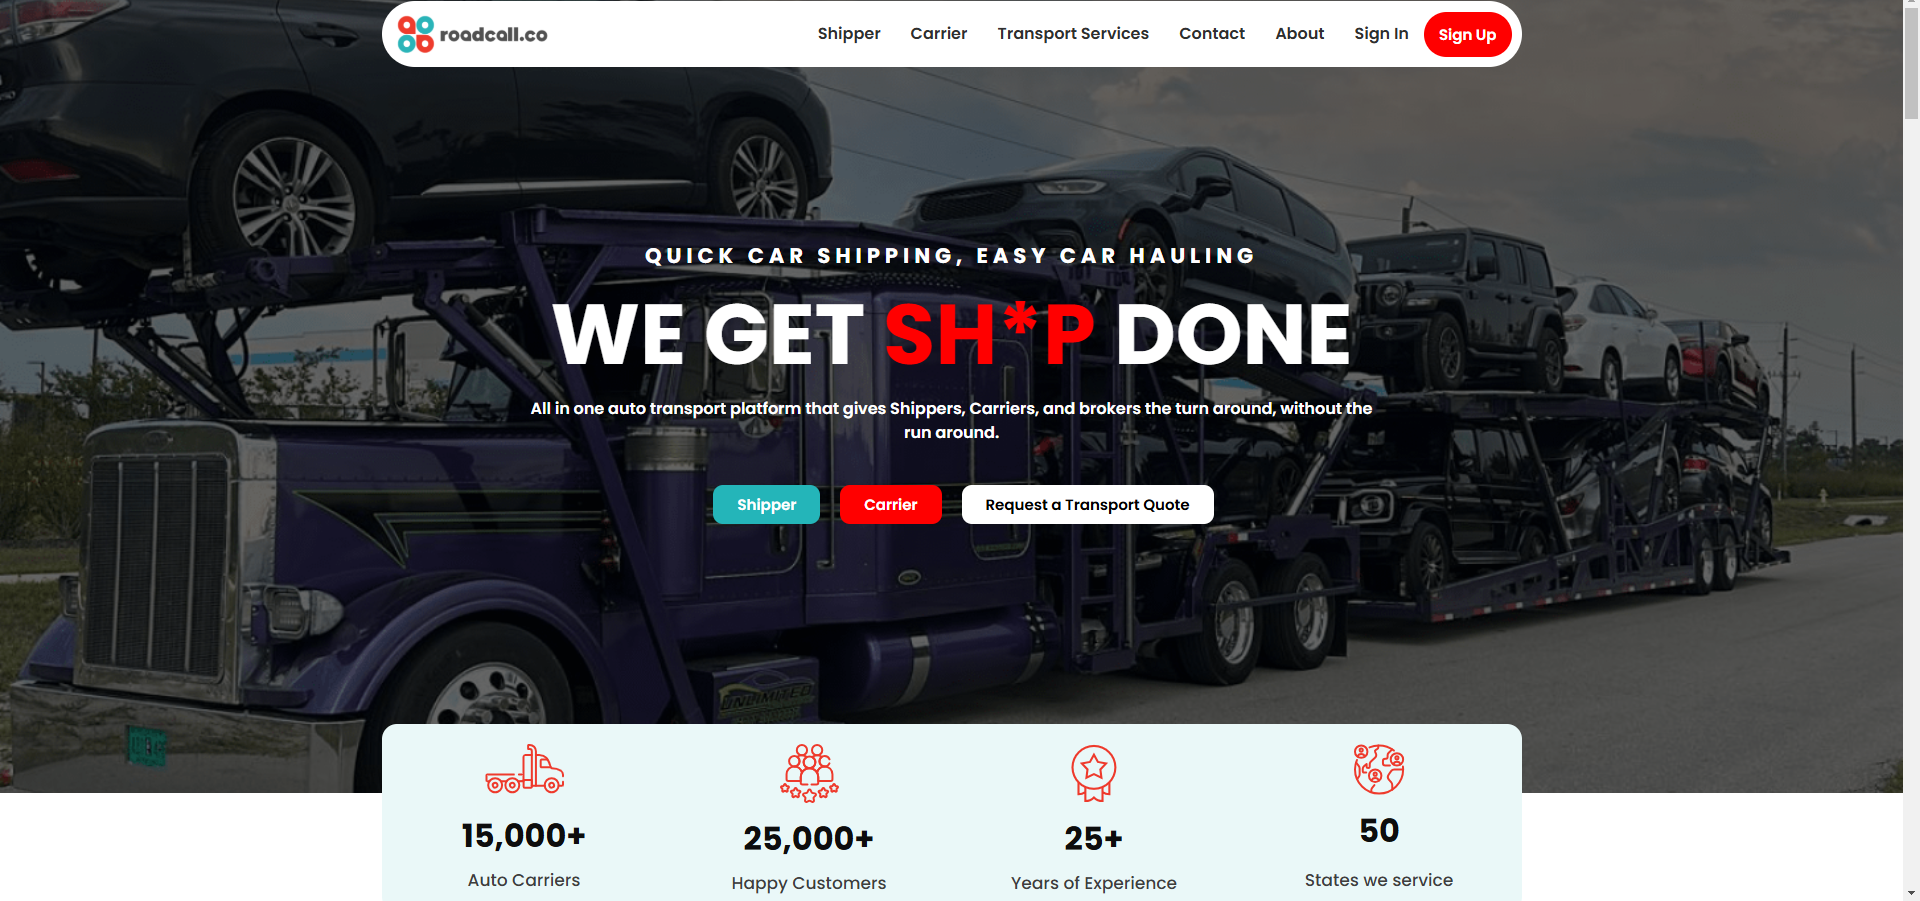 roadcall.co
Shipper
Carrier
Transport Services
Contact
About
Sign In
Sign Up
QUICK CAR SHIPPING, EASY CAR HAULING
WE GET SH*P DONE
All in one auto transport platform that gives Shippers, Carriers, and brokers the turn around, without the
run around.
Shipper
Carrier
Request a Transport Quote
UNLIMITED
15,000+
Auto Carriers
25,000+
Happy Customers
25+
Years of Experience
50
States we service